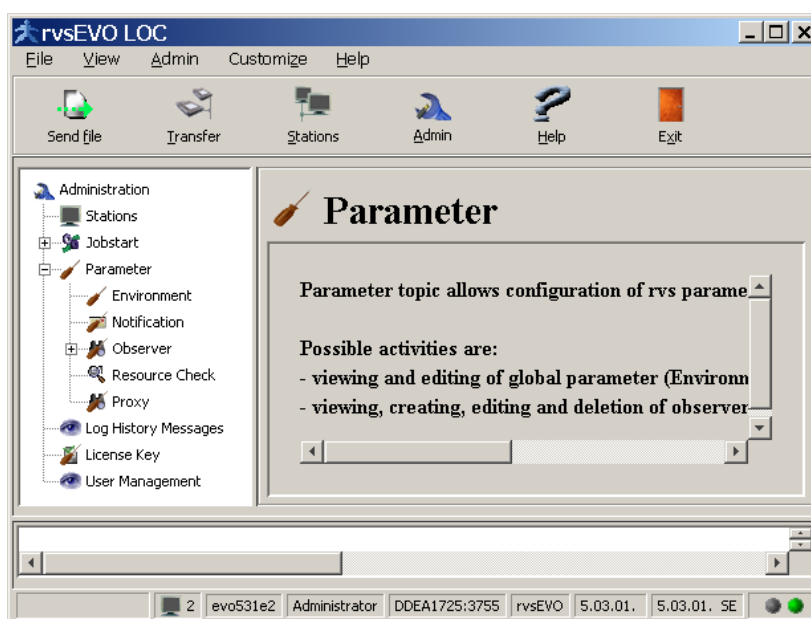 rvsEVO LOC
File View Admin Customize Help
Send file Transfer Stations Admin Help Exit
Administration
Stations
Jobstart
Parameter
Environment
Notification
Observer
Resource Check
Proxy
Log History Messages
License Key
User Management
Parameter
Parameter topic allows configuration of rvs parame
Possible activities are:
- viewing and editing of global parameter (Environn
- viewing, creating, editing and deletion of observer
2 evo531e2 Administrator DDEA1725:3755 rvsEVO 5.03.01. 5.03.01. SE